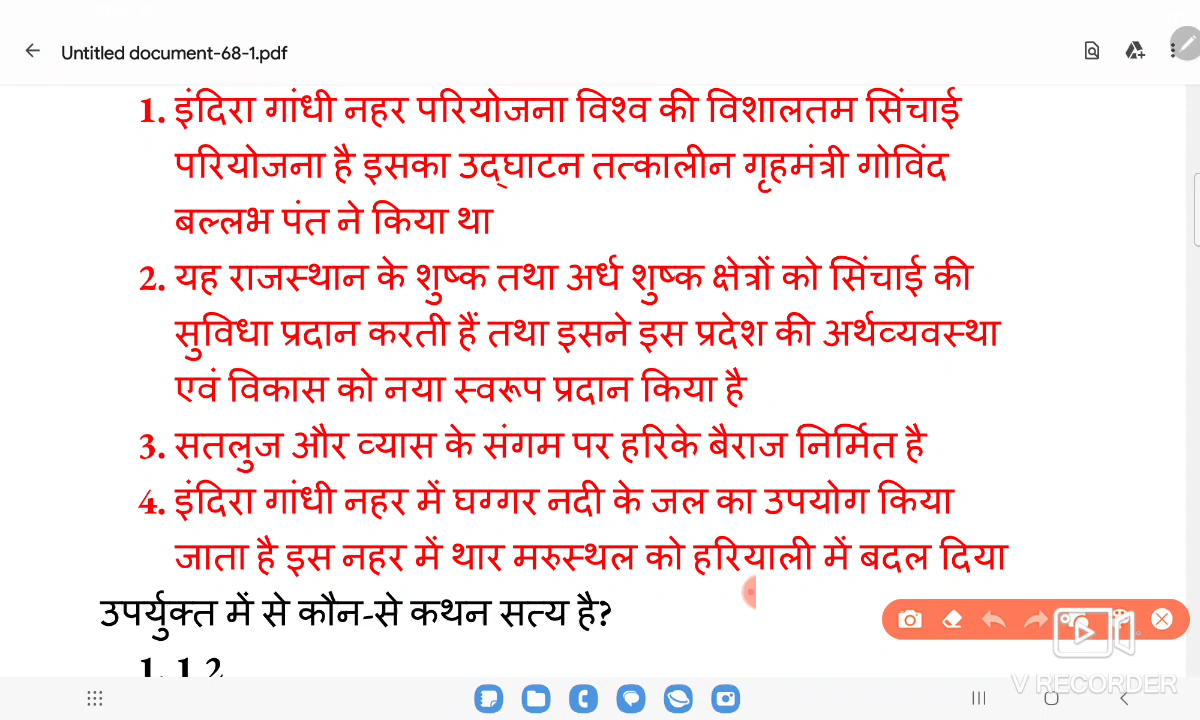 Untitled document-68-1.pdf
1. इंदिरा गांधी नहर परियोजना विश्व की विशालतम सिंचाई
परियोजना है इसका उद्घाटन तत्कालीन गृहमंत्री गोविंद
बल्लभ पंत ने किया था
2. यह राजस्थान के शुष्क तथा अर्ध शुष्क क्षेत्रों को सिंचाई की
सुविधा प्रदान करती हैं तथा इसने इस प्रदेश की अर्थव्यवस्था
एवं विकास को नया स्वरूप प्रदान किया है
3. सतलुज और व्यास के संगम पर हरिके बैराज निर्मित है
4. इंदिरा गांधी नहर में घग्गर नदी के जल का उपयोग किया
जाता है इस नहर में थार मरुस्थल को हरियाली में बदल दिया
उपर्युक्त में से कौन-से कथन सत्य है?
1. 1,2
V RECORDER